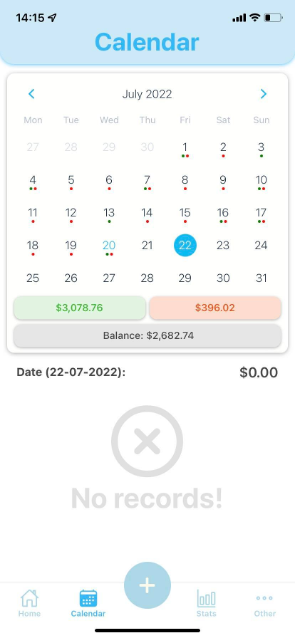 14:15
Calendar
July 2022
Mon Tue Wed Thu Fri Sat Sun
27 28 29 30 1 2 3
4 5 6 7 8 9 10
11 12 13 14 15 16 17
18 19 20 21 22 23 24
25 26 27 28 29 30 31
$3,078.76 $396.02
Balance: $2,682.74
Date (22-07-2022): $0.00
No records!
Home Calendar Stats Other